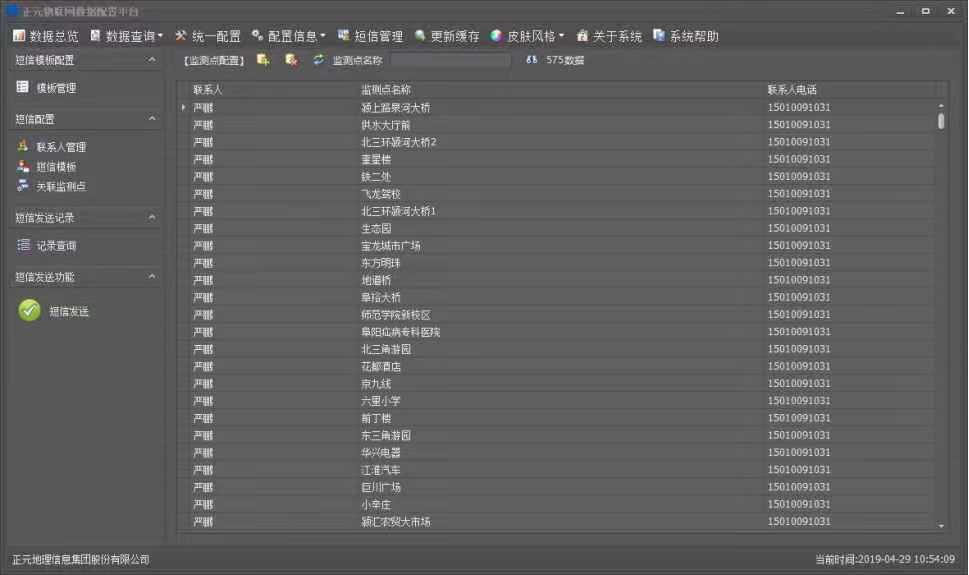 正元物联网数据配置平台
数据总览 数据查询 统一配置 配置信息 短信管理 更新缓存 皮肤风格 关于系统 系统帮助
短信模板配置
模板管理
短信配置
联系人管理
短信模板
关联监测点
短信发送记录
记录查询
短信发送功能
短信发送
【监测点配置】 监测点名称 575数据
联系人 监测点名称 联系人电话
严鹏 颍上路泉河大桥 15010091031
严鹏 供水大厅前 15010091031
严鹏 北三环颍河大桥2 15010091031
严鹏 奎星楼 15010091031
严鹏 铁二处 15010091031
严鹏 飞龙驾校 15010091031
严鹏 北三环颍河大桥1 15010091031
严鹏 生态园 15010091031
严鹏 宝龙城市广场 15010091031
严鹏 东方明珠 15010091031
严鹏 地道桥 15010091031
严鹏 阜裕大桥 15010091031
严鹏 师范学院新校区 15010091031
严鹏 阜阳疝病专科医院 15010091031
严鹏 北三角游园 15010091031
严鹏 花都酒店 15010091031
严鹏 京九线 15010091031
严鹏 六里小学 15010091031
严鹏 前丁楼 15010091031
严鹏 东三角游园 15010091031
严鹏 华兴电器 15010091031
严鹏 江淮汽车 15010091031
严鹏 巨川广场 15010091031
严鹏 小辛庄 15010091031
严鹏 颍汇农贸大市场 15010091031
正元地理信息集团股份有限公司 当前时间:2019-04-29 10:54:09